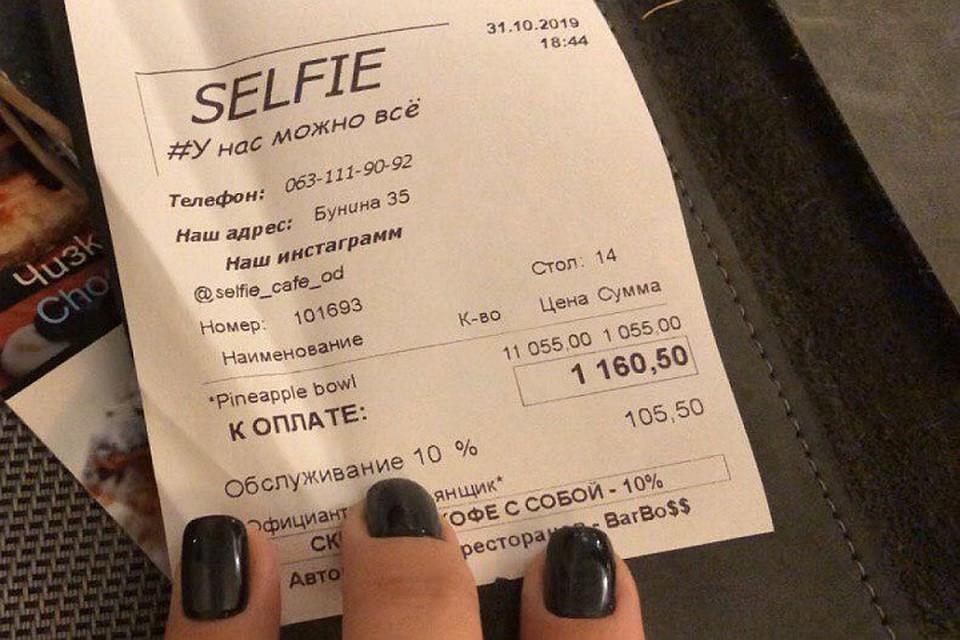 31.10.2019
18:44
SELFIE
#У нас можно всё
Телефон: 063-111-90-92
Наш адрес: Бунина 35
Наш инстаграмм
@selfie_cafe_od
Номер: 101693
Стол: 14
Наименование К-во Цена Сумма
*Pineapple bowl 11 055,00 1 055,00
К ОПЛАТЕ: 1 160,50
Обслуживание 10 % 105,50
С СОБОЙ - 10%
BarBo$$
Чизк
Cho